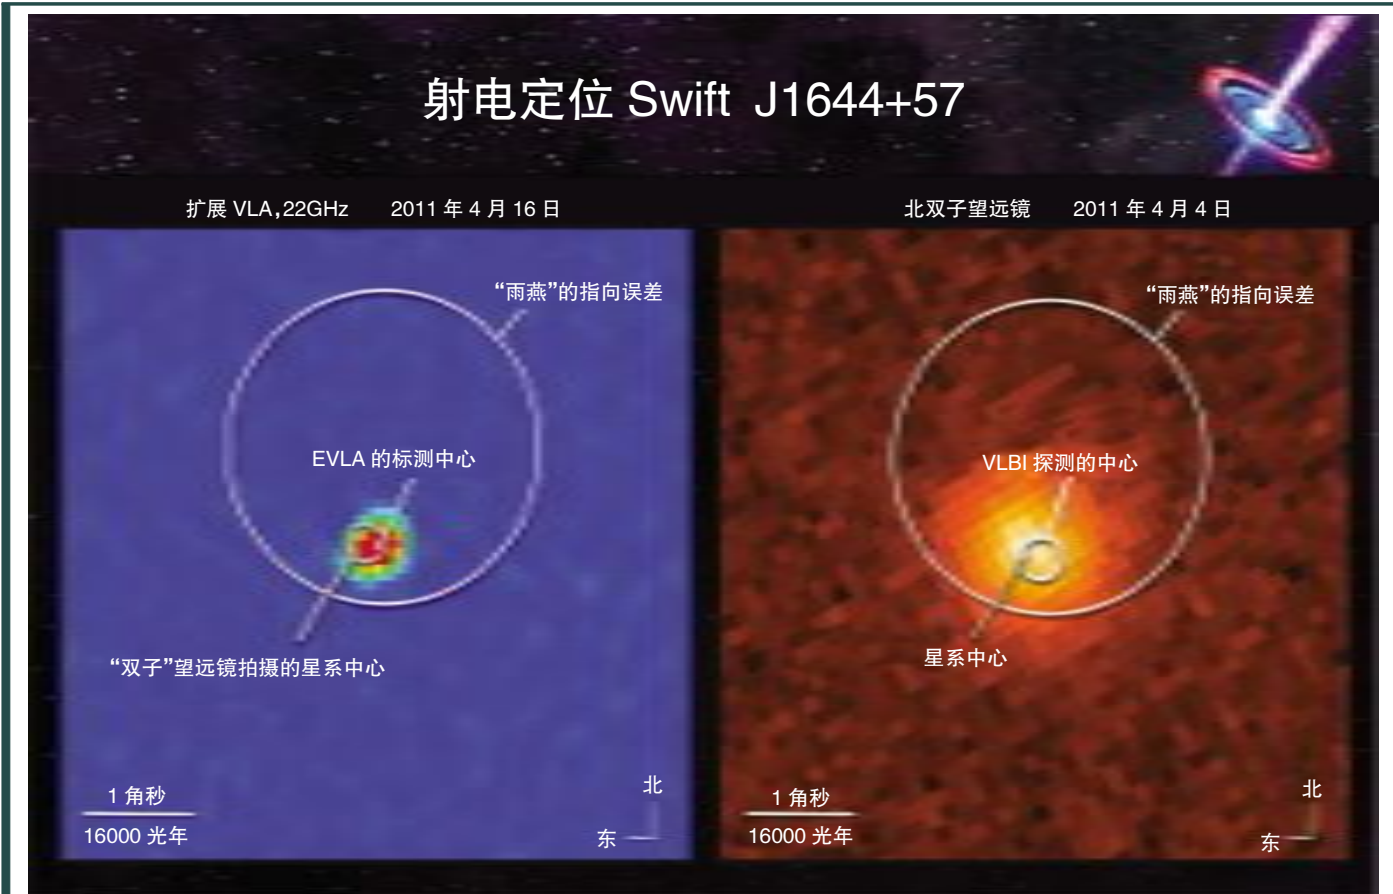 射电定位 Swift J1644+57
扩展 VLA,22GHz 2011 年 4 月 16 日
“雨燕”的指向误差
EVLA 的标测中心
“双子”望远镜拍摄的星系中心
1 角秒
16000 光年
北
东
北双子望远镜 2011 年 4 月 4 日
“雨燕”的指向误差
VLBI 探测的中心
星系中心
1 角秒
16000 光年
北
东